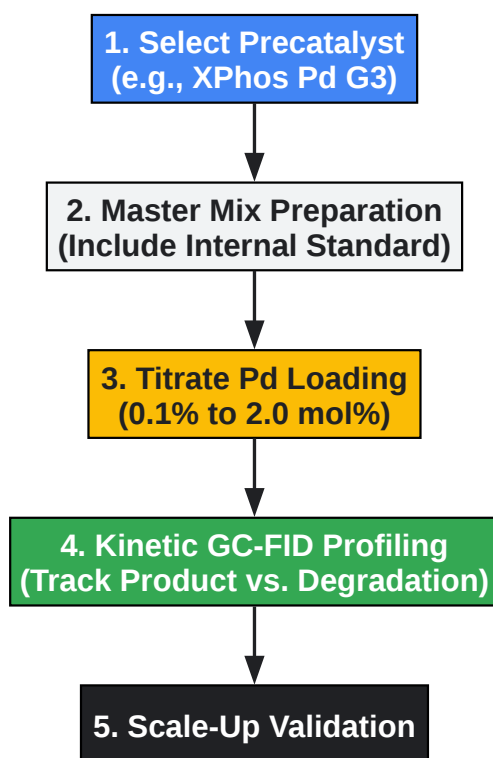 1. Select Precatalyst
(e.g., XPhos Pd G3)
2. Master Mix Preparation
(Include Internal Standard)
3. Titrate Pd Loading
(0.1% to 2.0 mol%)
4. Kinetic GC-FID Profiling
(Track Product vs. Degradation)
5. Scale-Up Validation